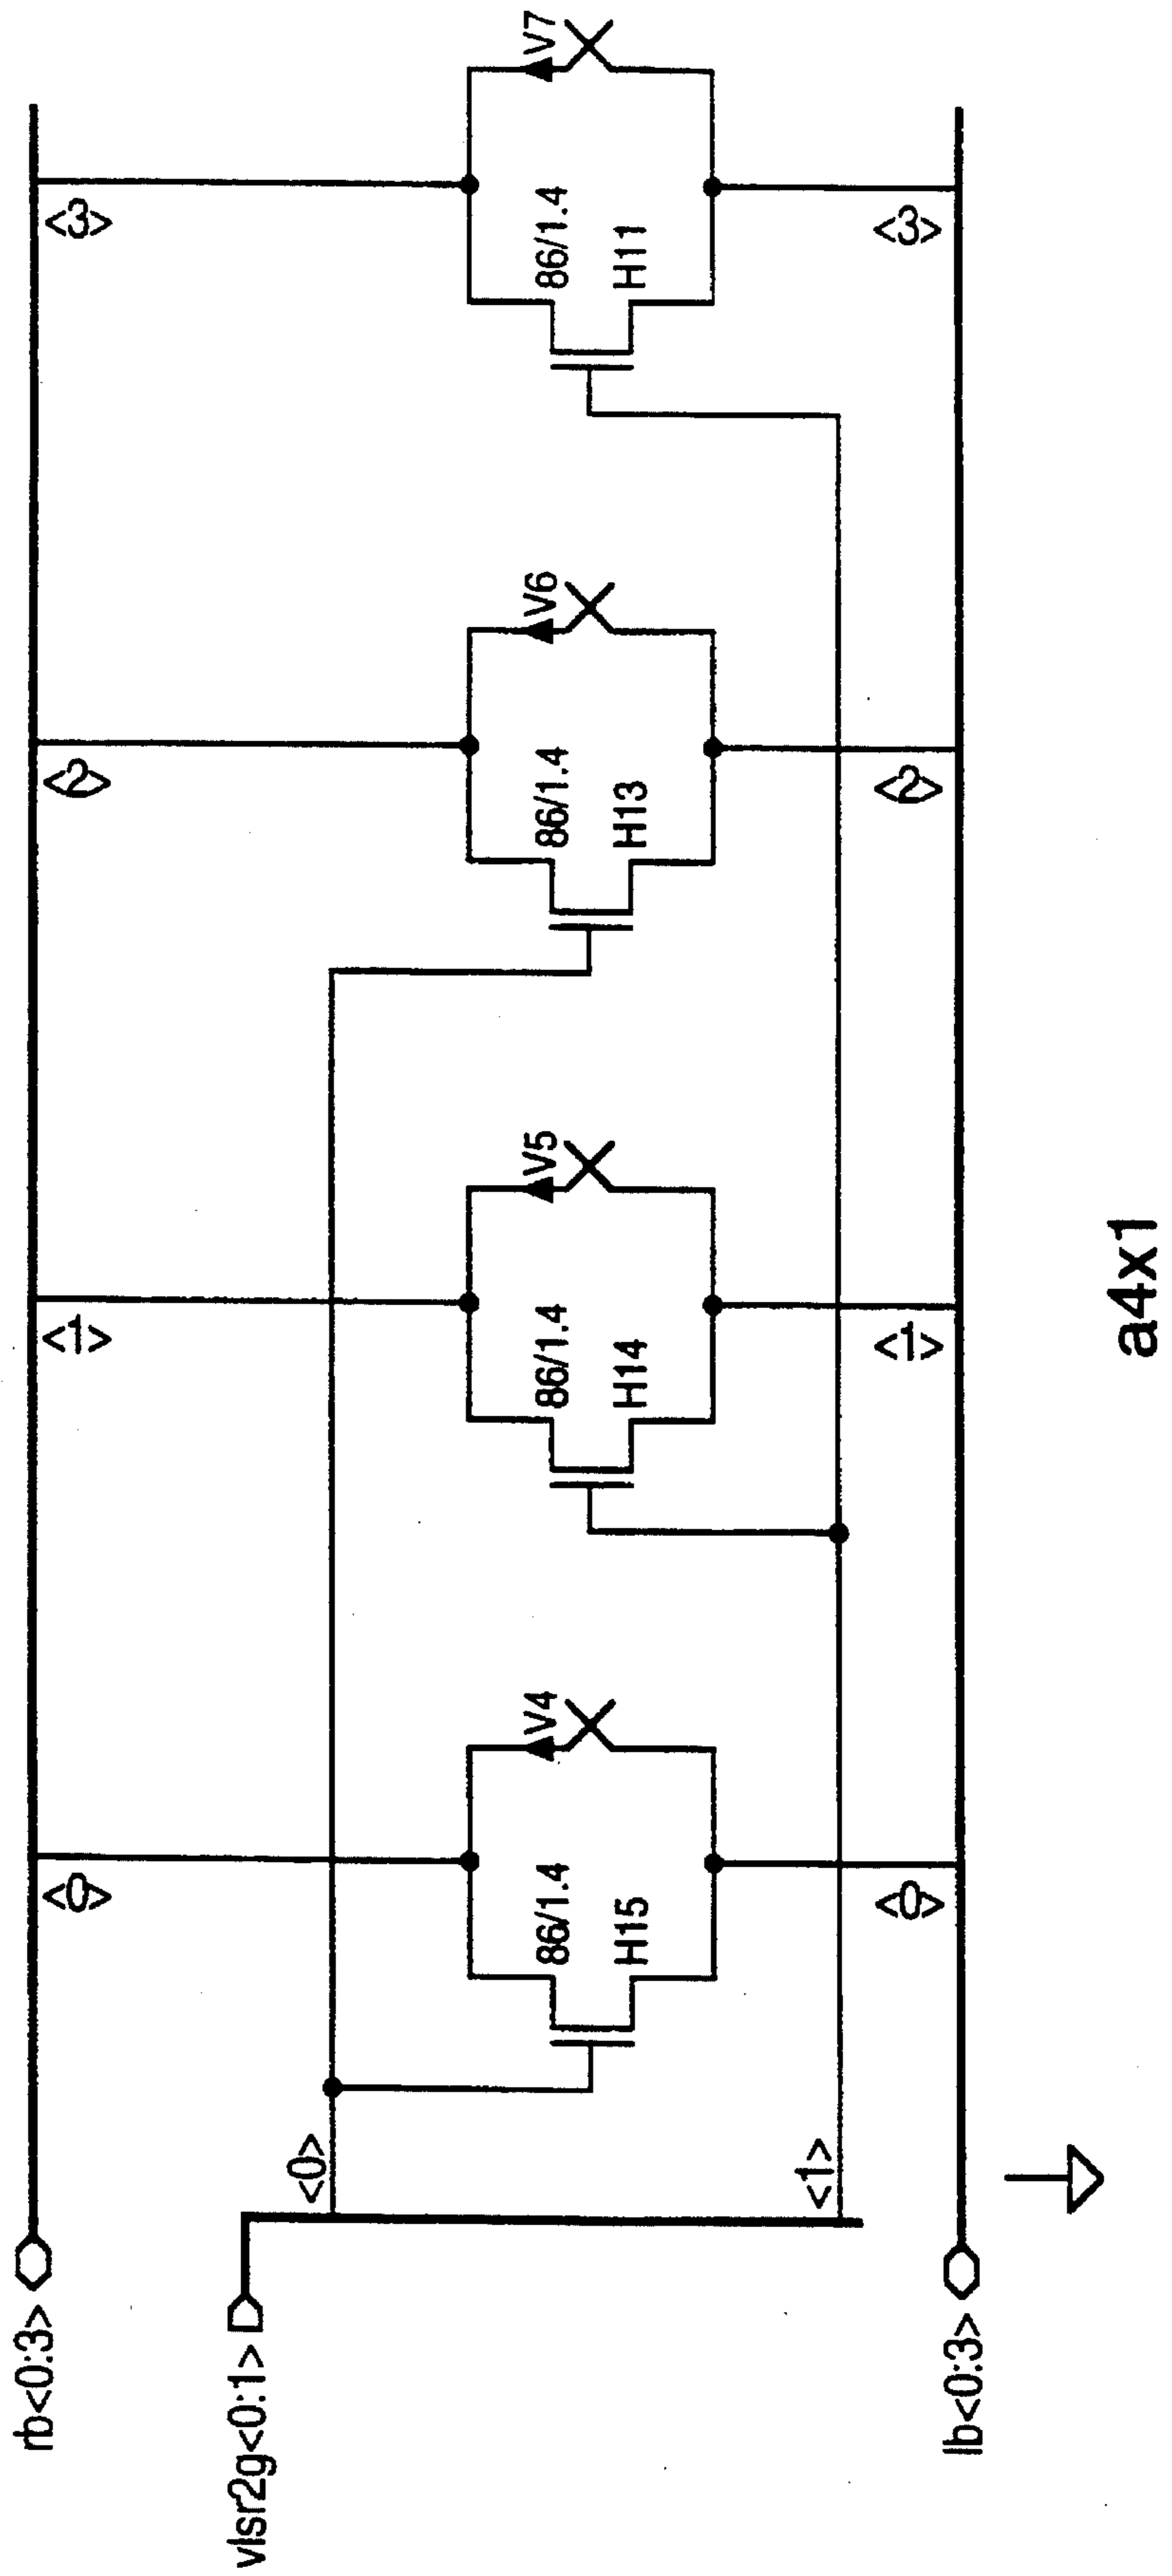 rb<0:3>
<0>
<1>
<2>
<3>
vlsr2g<0:1>
<0>
86/1.4
H15
V4
86/1.4
H14
V5
86/1.4
H13
V6
86/1.4
H11
V7
<1>
<0>
<1>
<2>
<3>
lb<0:3>
a4x1